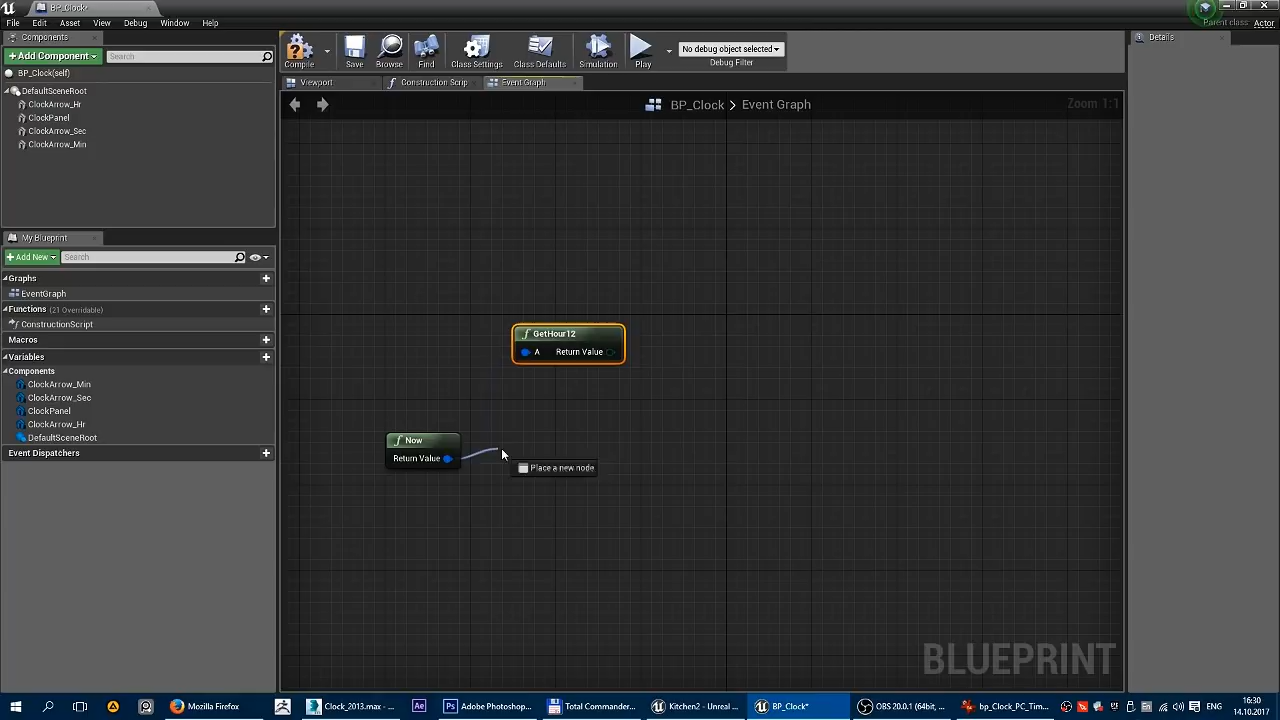 BP_Clock*
File Edit Asset View Debug Window Help
Parent class:
Actor
Components
+Add Component
Search
BP_Clock(self)
DefaultSceneRoot
ClockArrow_Hr
ClockPanel
ClockArrow_Sec
ClockArrow_Min
Compile
Save
Browse
Find
Class Settings
Class Defaults
Simulation
Play
No debug object selected
Debug Filter
Details
Viewport
Construction Scrip
Event Graph
BP_Clock > Event Graph
Zoom 1:1
My Blueprint
+Add New
Search
Graphs
EventGraph
Functions (21 Overridable)
ConstructionScript
Macros
Variables
Components
ClockArrow_Min
ClockArrow_Sec
ClockPanel
ClockArrow_Hr
DefaultSceneRoot
Event Dispatchers
GetHour12
A Return Value
Now
Return Value
Place a new node
BLUEPRINT
Mozilla Firefox
Clock_2013.max - ...
Ae
Ps
Adobe Photoshop...
Total Commander...
Kitchen2 - Unreal ...
BP_Clock*
OBS 20.0.1 (64bit, ...
bp_Clock_PC_Tim...
ENG
16:30
14.10.2017